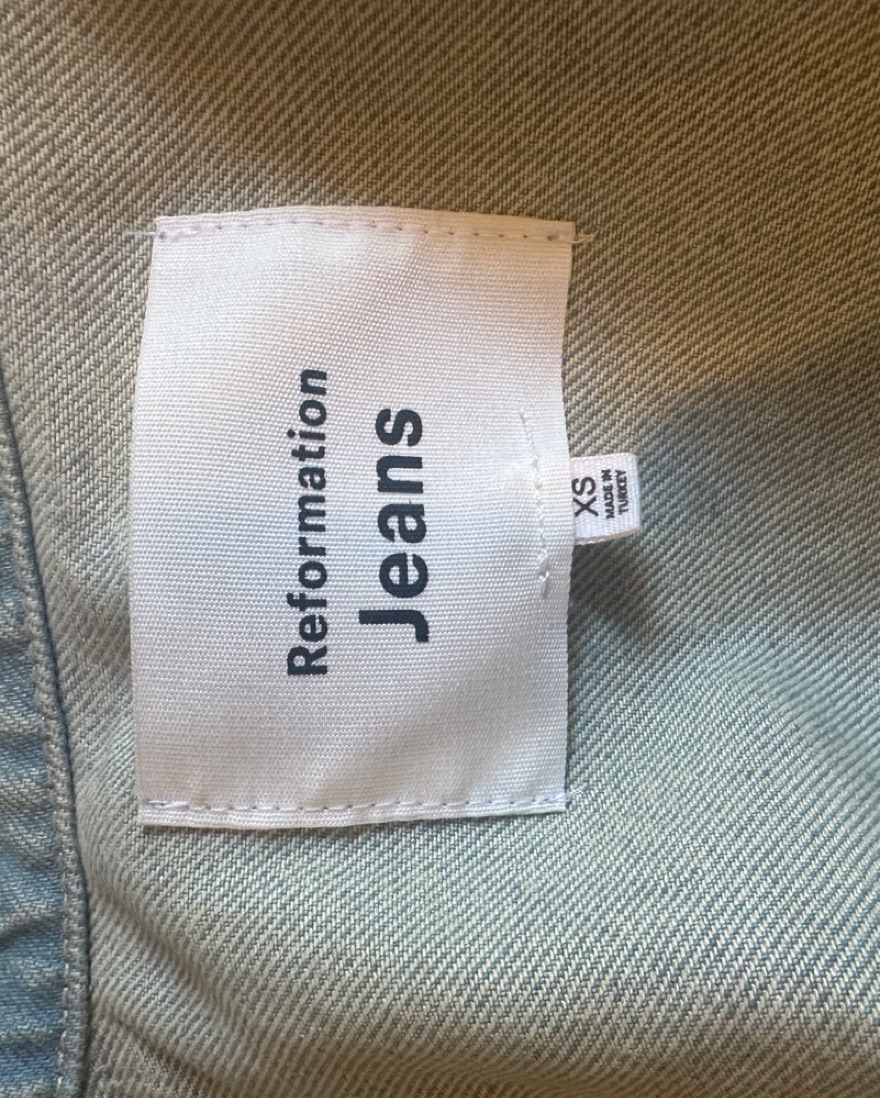 Reformation
Jeans
XS
MADE IN
TURKEY